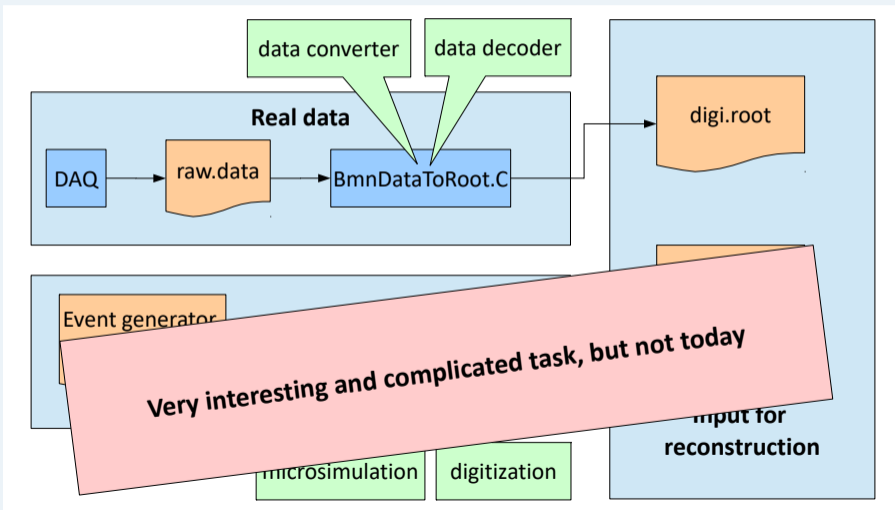 data converter
data decoder
Real data
DAQ
raw.data
BmnDataToRoot.C
digi.root
Event generator
Very interesting and complicated task, but not today
Input for
reconstruction
microsimulation
digitization